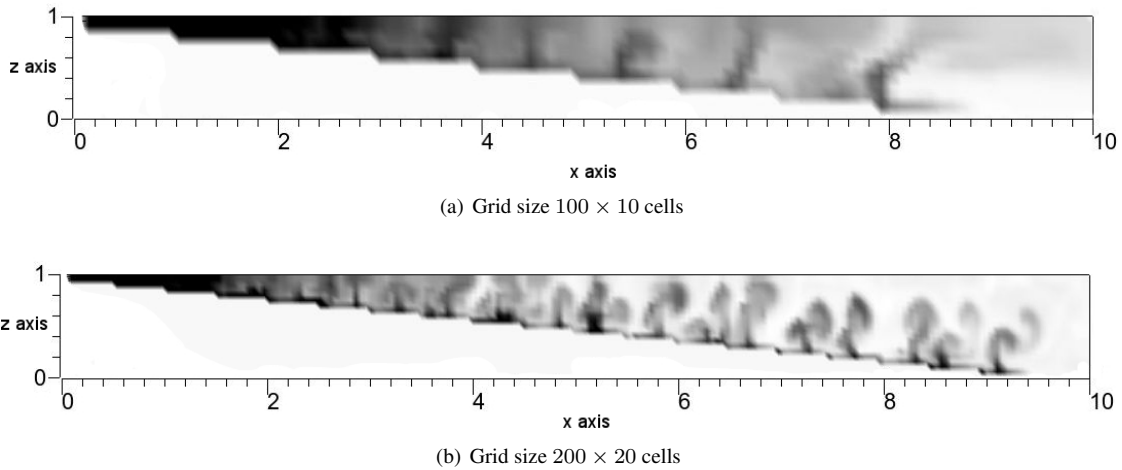 1
z axis
0
0 2 4 6 8 10
x axis
(a) Grid size 100 × 10 cells
1
z axis
0
0 2 4 6 8 10
x axis
(b) Grid size 200 × 20 cells